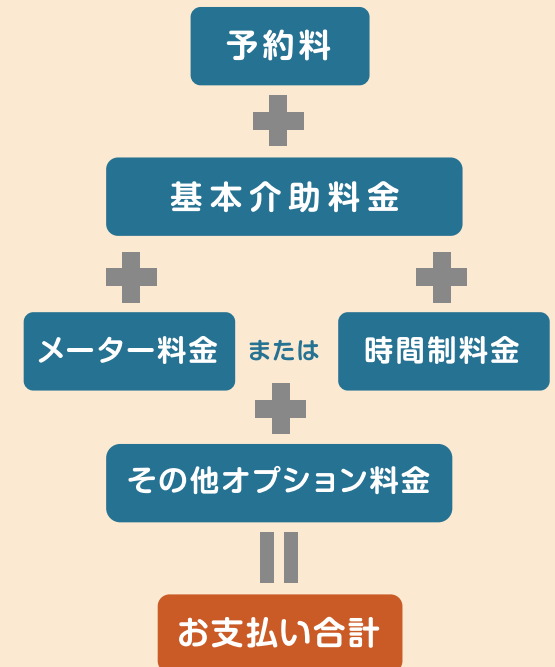 予約料
基本介助料金
メーター料金 または 時間制料金
その他オプション料金
お支払い合計